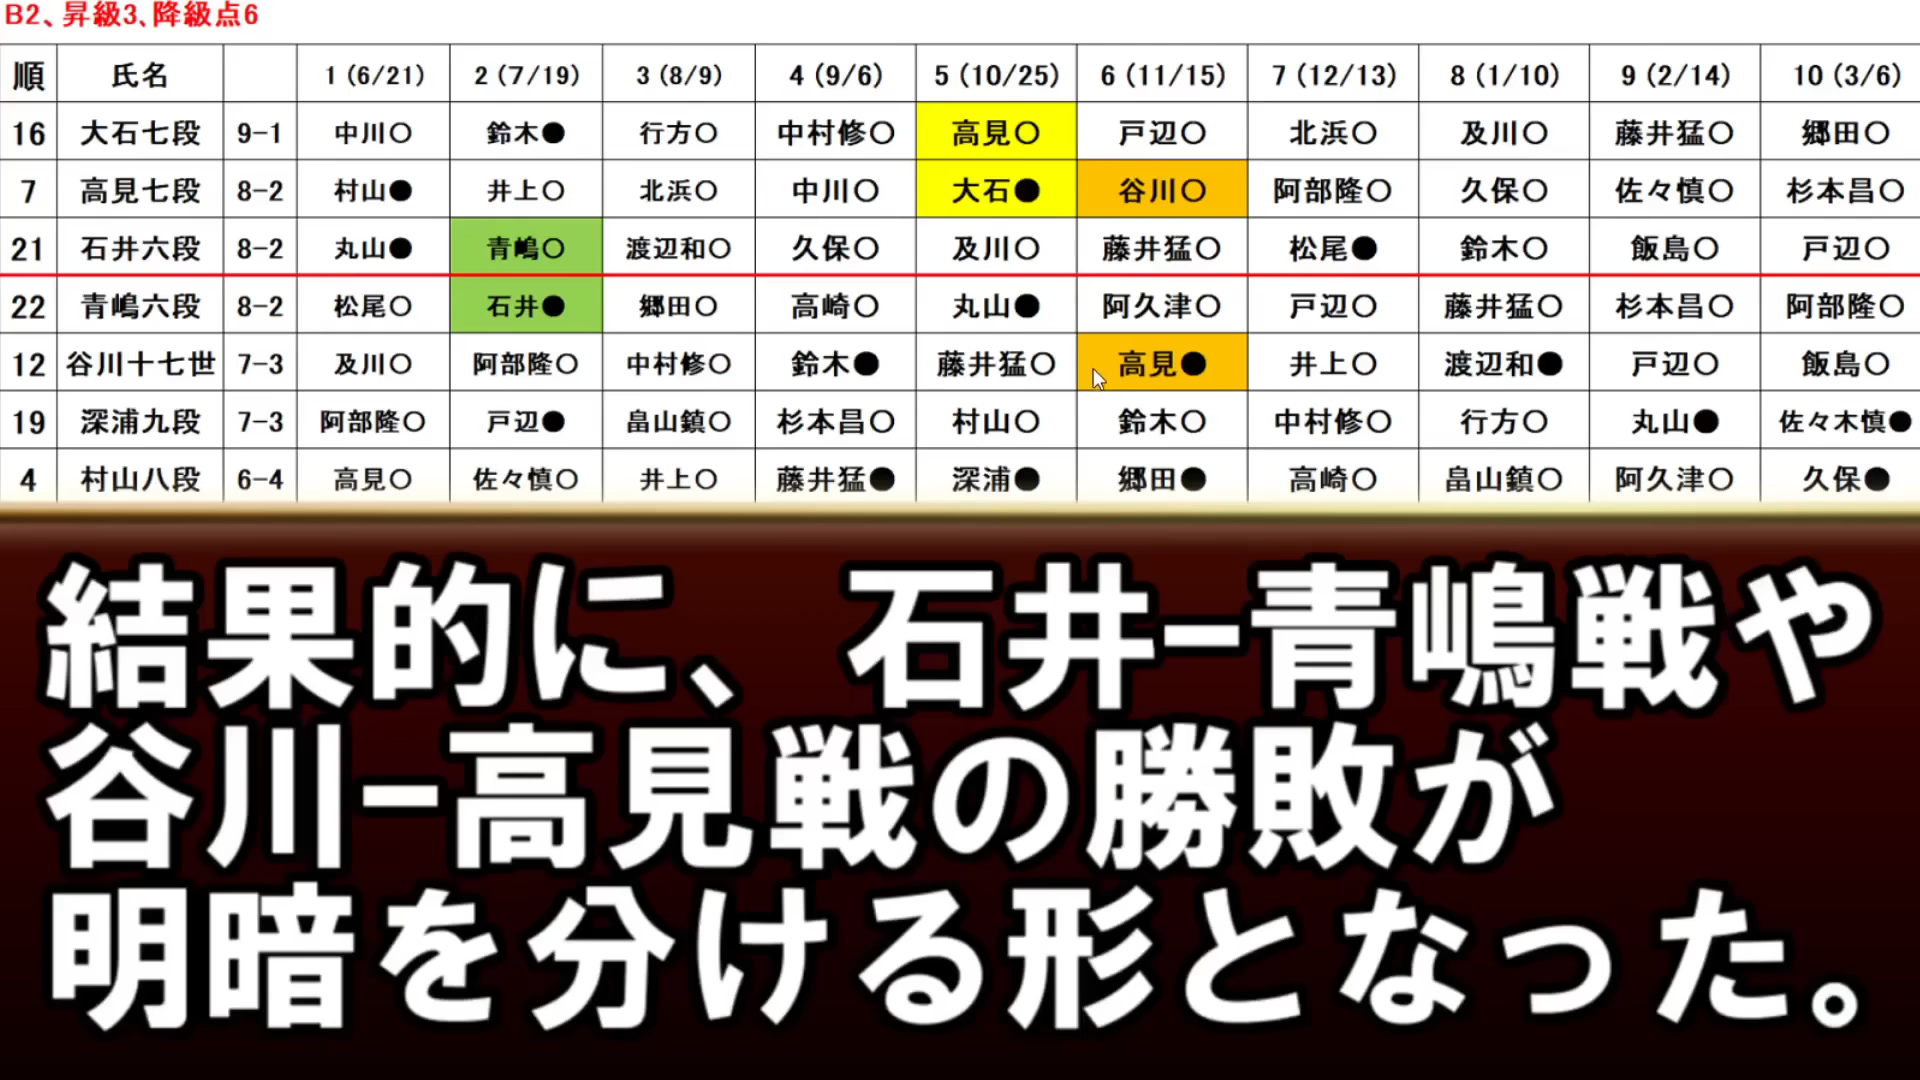 B2、昇級3、降級点6
順 氏名 1(6/21) 2(7/19) 3(8/9) 4(9/6) 5(10/25) 6(11/15) 7(12/13) 8(1/10) 9(2/14) 10(3/6)
16 大石七段 9-1 中川○ 鈴木● 行方○ 中村修○ 高見○ 戸辺○ 北浜○ 及川○ 藤井猛○ 郷田○
7 高見七段 8-2 村山● 井上○ 北浜○ 中川○ 大石● 谷川○ 阿部隆○ 久保○ 佐々慎○ 杉本昌○
21 石井六段 8-2 丸山● 青嶋○ 渡辺和○ 久保○ 及川○ 藤井猛○ 松尾● 鈴木○ 飯島○ 戸辺○
22 青嶋六段 8-2 松尾○ 石井● 郷田○ 高崎○ 丸山● 阿久津○ 戸辺○ 藤井猛○ 杉本昌○ 阿部隆○
12 谷川十七世 7-3 及川○ 阿部隆○ 中村修○ 鈴木● 藤井猛○ 高見● 井上○ 渡辺和● 戸辺○ 飯島○
19 深浦九段 7-3 阿部隆○ 戸辺● 畠山鎮○ 杉本昌○ 村山○ 鈴木○ 中村修○ 行方○ 丸山● 佐々木慎●
4 村山八段 6-4 高見○ 佐々慎○ 井上○ 藤井猛● 深浦● 郷田● 高崎○ 畠山鎮○ 阿久津○ 久保●
結果的に、石井-青嶋戦や
谷川-高見戦の勝敗が
明暗を分ける形となった。